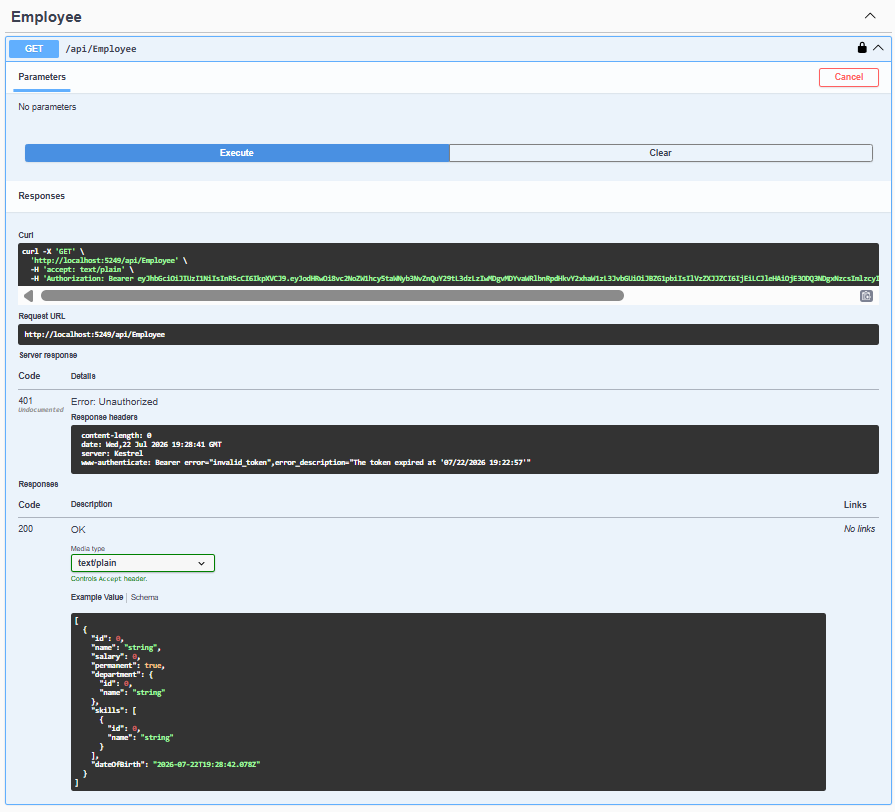 Employee
GET /api/Employee
Parameters
Cancel
No parameters
Execute
Clear
Responses
Curl
curl -X 'GET' \
'http://localhost:5249/api/Employee' \
-H 'accept: text/plain' \
-H 'Authorization: Bearer
Request URL
http://localhost:5249/api/Employee
Server response
Code Details
401 Error: Unauthorized
Undocumented
Response headers
content-length: 0
date: Wed,22 Jul 2026 19:28:41 GMT
server: Kestrel
www-authenticate: Bearer error="invalid_token",error_description="The token expired at '07/22/2026 19:22:57'"
Responses
Code Description Links
200 OK No links
Media type
text/plain
Controls Accept header.
Example Value | Schema
[
{
"id": 0,
"name": "string",
"salary": 0,
"permanent": true,
"department": {
"id": 0,
"name": "string"
},
"skills": [
{
"id": 0,
"name": "string"
}
],
"dateOfBirth": "2026-07-22T19:28:42.078Z"
}
]